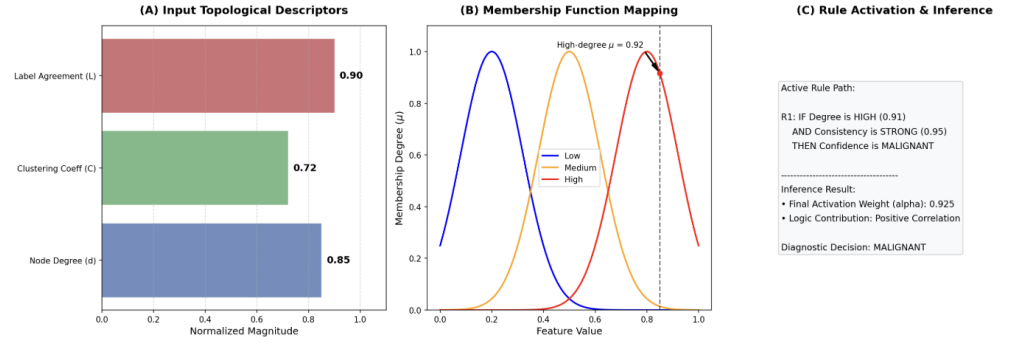 (A) Input Topological Descriptors
Label Agreement (L)
0.90
Clustering Coeff (C)
0.72
Node Degree (d)
0.85
0.0 0.2 0.4 0.6 0.8 1.0
Normalized Magnitude
(B) Membership Function Mapping
High-degree μ = 0.92
1.0
0.8
0.6
0.4
0.2
0.0
Membership Degree (μ)
Low
Medium
High
0.0 0.2 0.4 0.6 0.8 1.0
Feature Value
(C) Rule Activation & Inference
Active Rule Path:
R1: IF Degree is HIGH (0.91)
AND Consistency is STRONG (0.95)
THEN Confidence is MALIGNANT
------------------------------------
Inference Result:
• Final Activation Weight (alpha): 0.925
• Logic Contribution: Positive Correlation
Diagnostic Decision: MALIGNANT